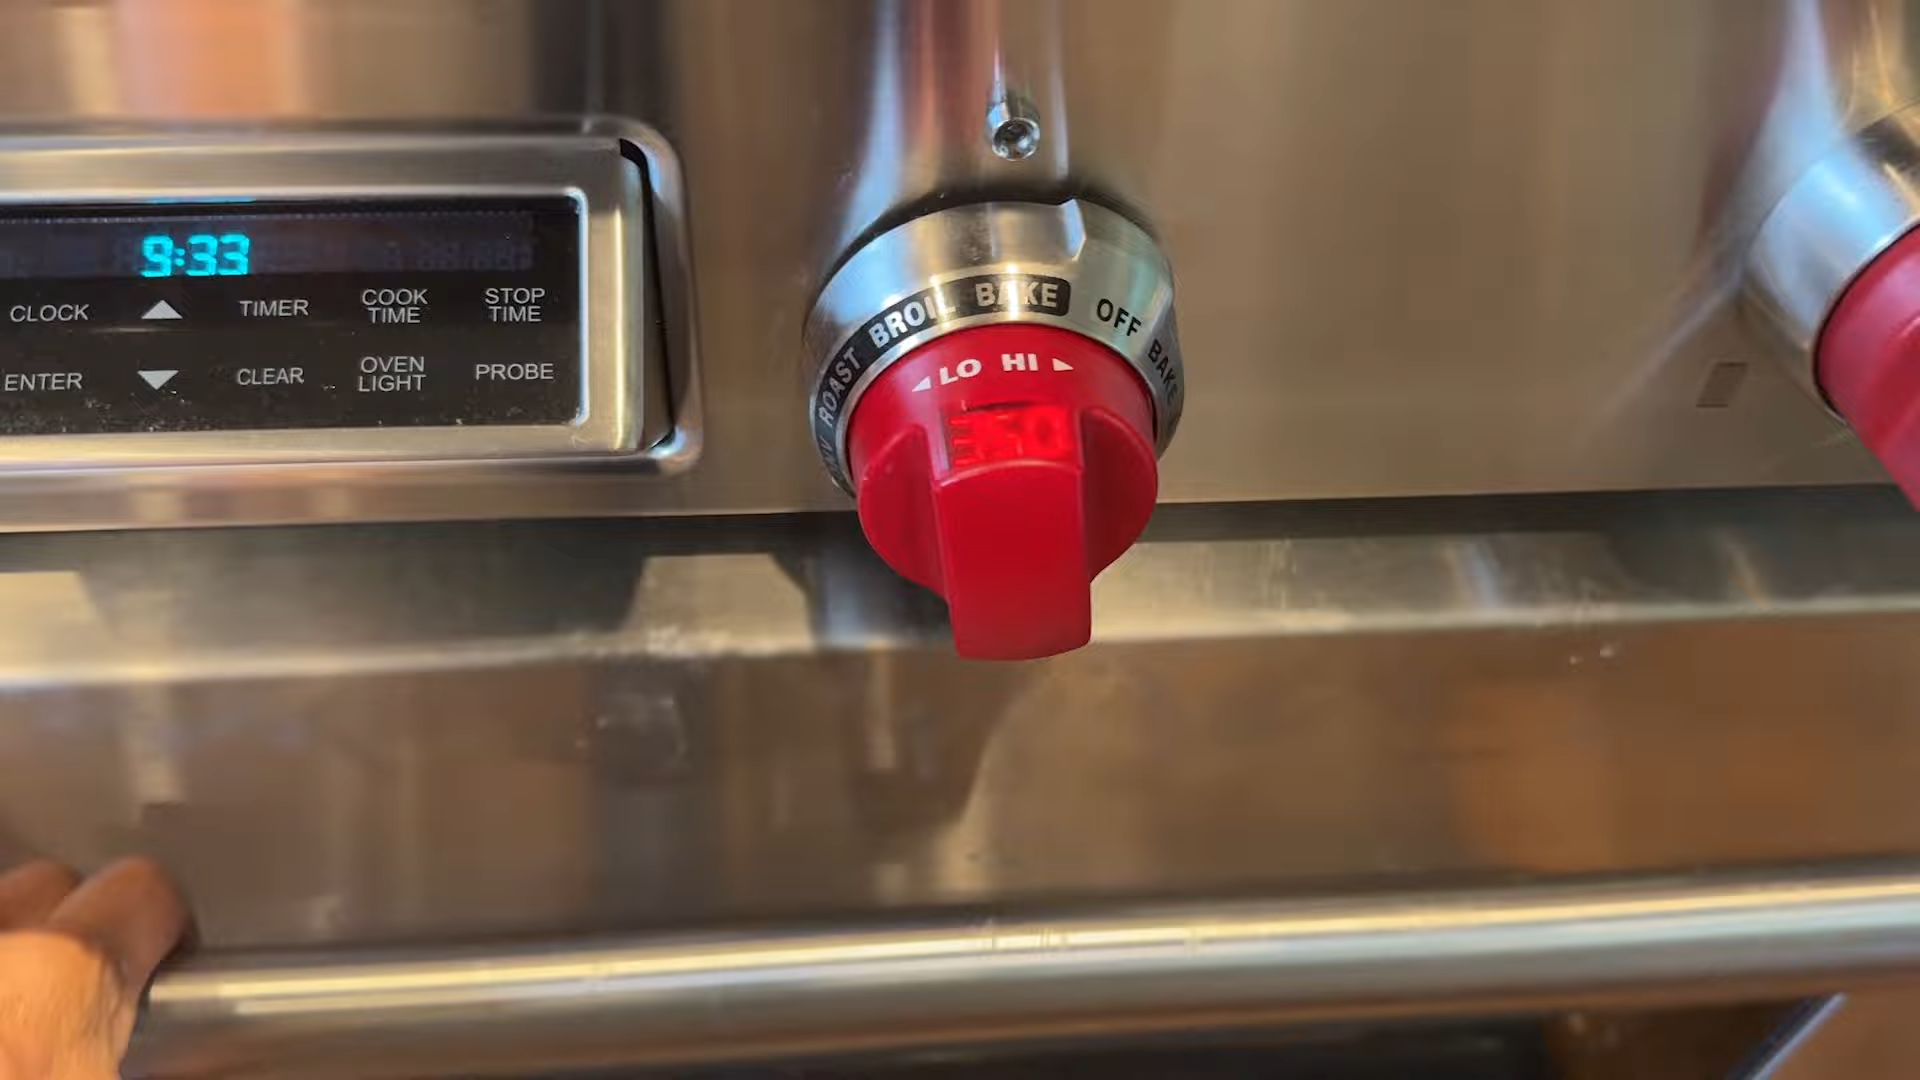 9:33
CLOCK
TIMER
COOK TIME
STOP TIME
ENTER
CLEAR
OVEN LIGHT
PROBE
ROAST BROIL BAKE OFF BAKE
LO HI